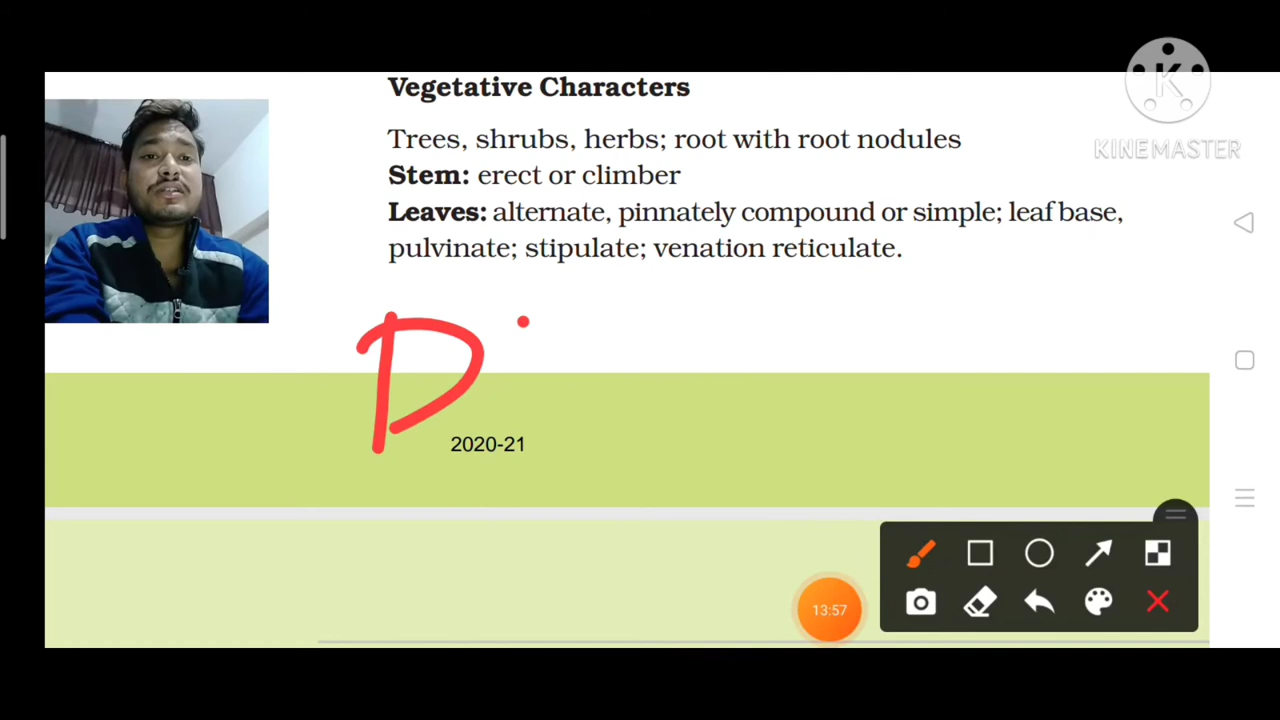 Vegetative Characters
Trees, shrubs, herbs; root with root nodules
Stem: erect or climber
Leaves: alternate, pinnately compound or simple; leaf base,
pulvinate; stipulate; venation reticulate.
D
2020-21
13:57
K
KINEMASTER